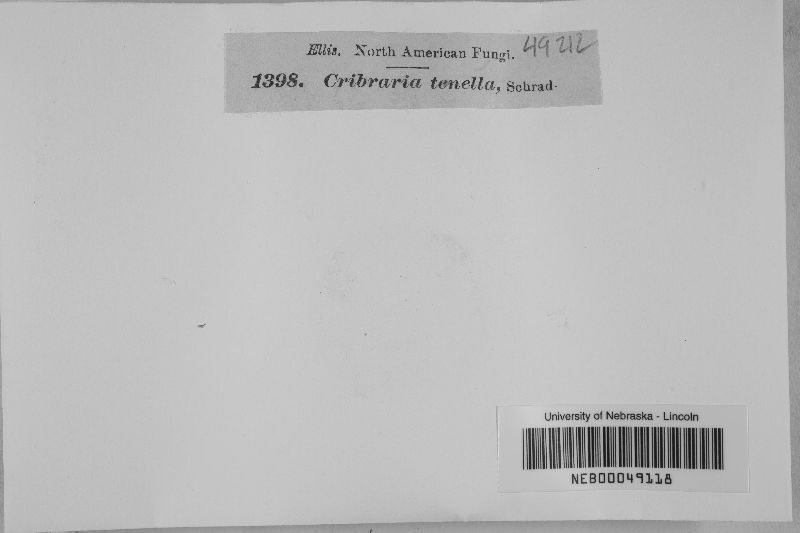 Ellis. North American Fungi. 49212
1398. Cribraria tenella, Schrad.
University of Nebraska - Lincoln
NEB00049118